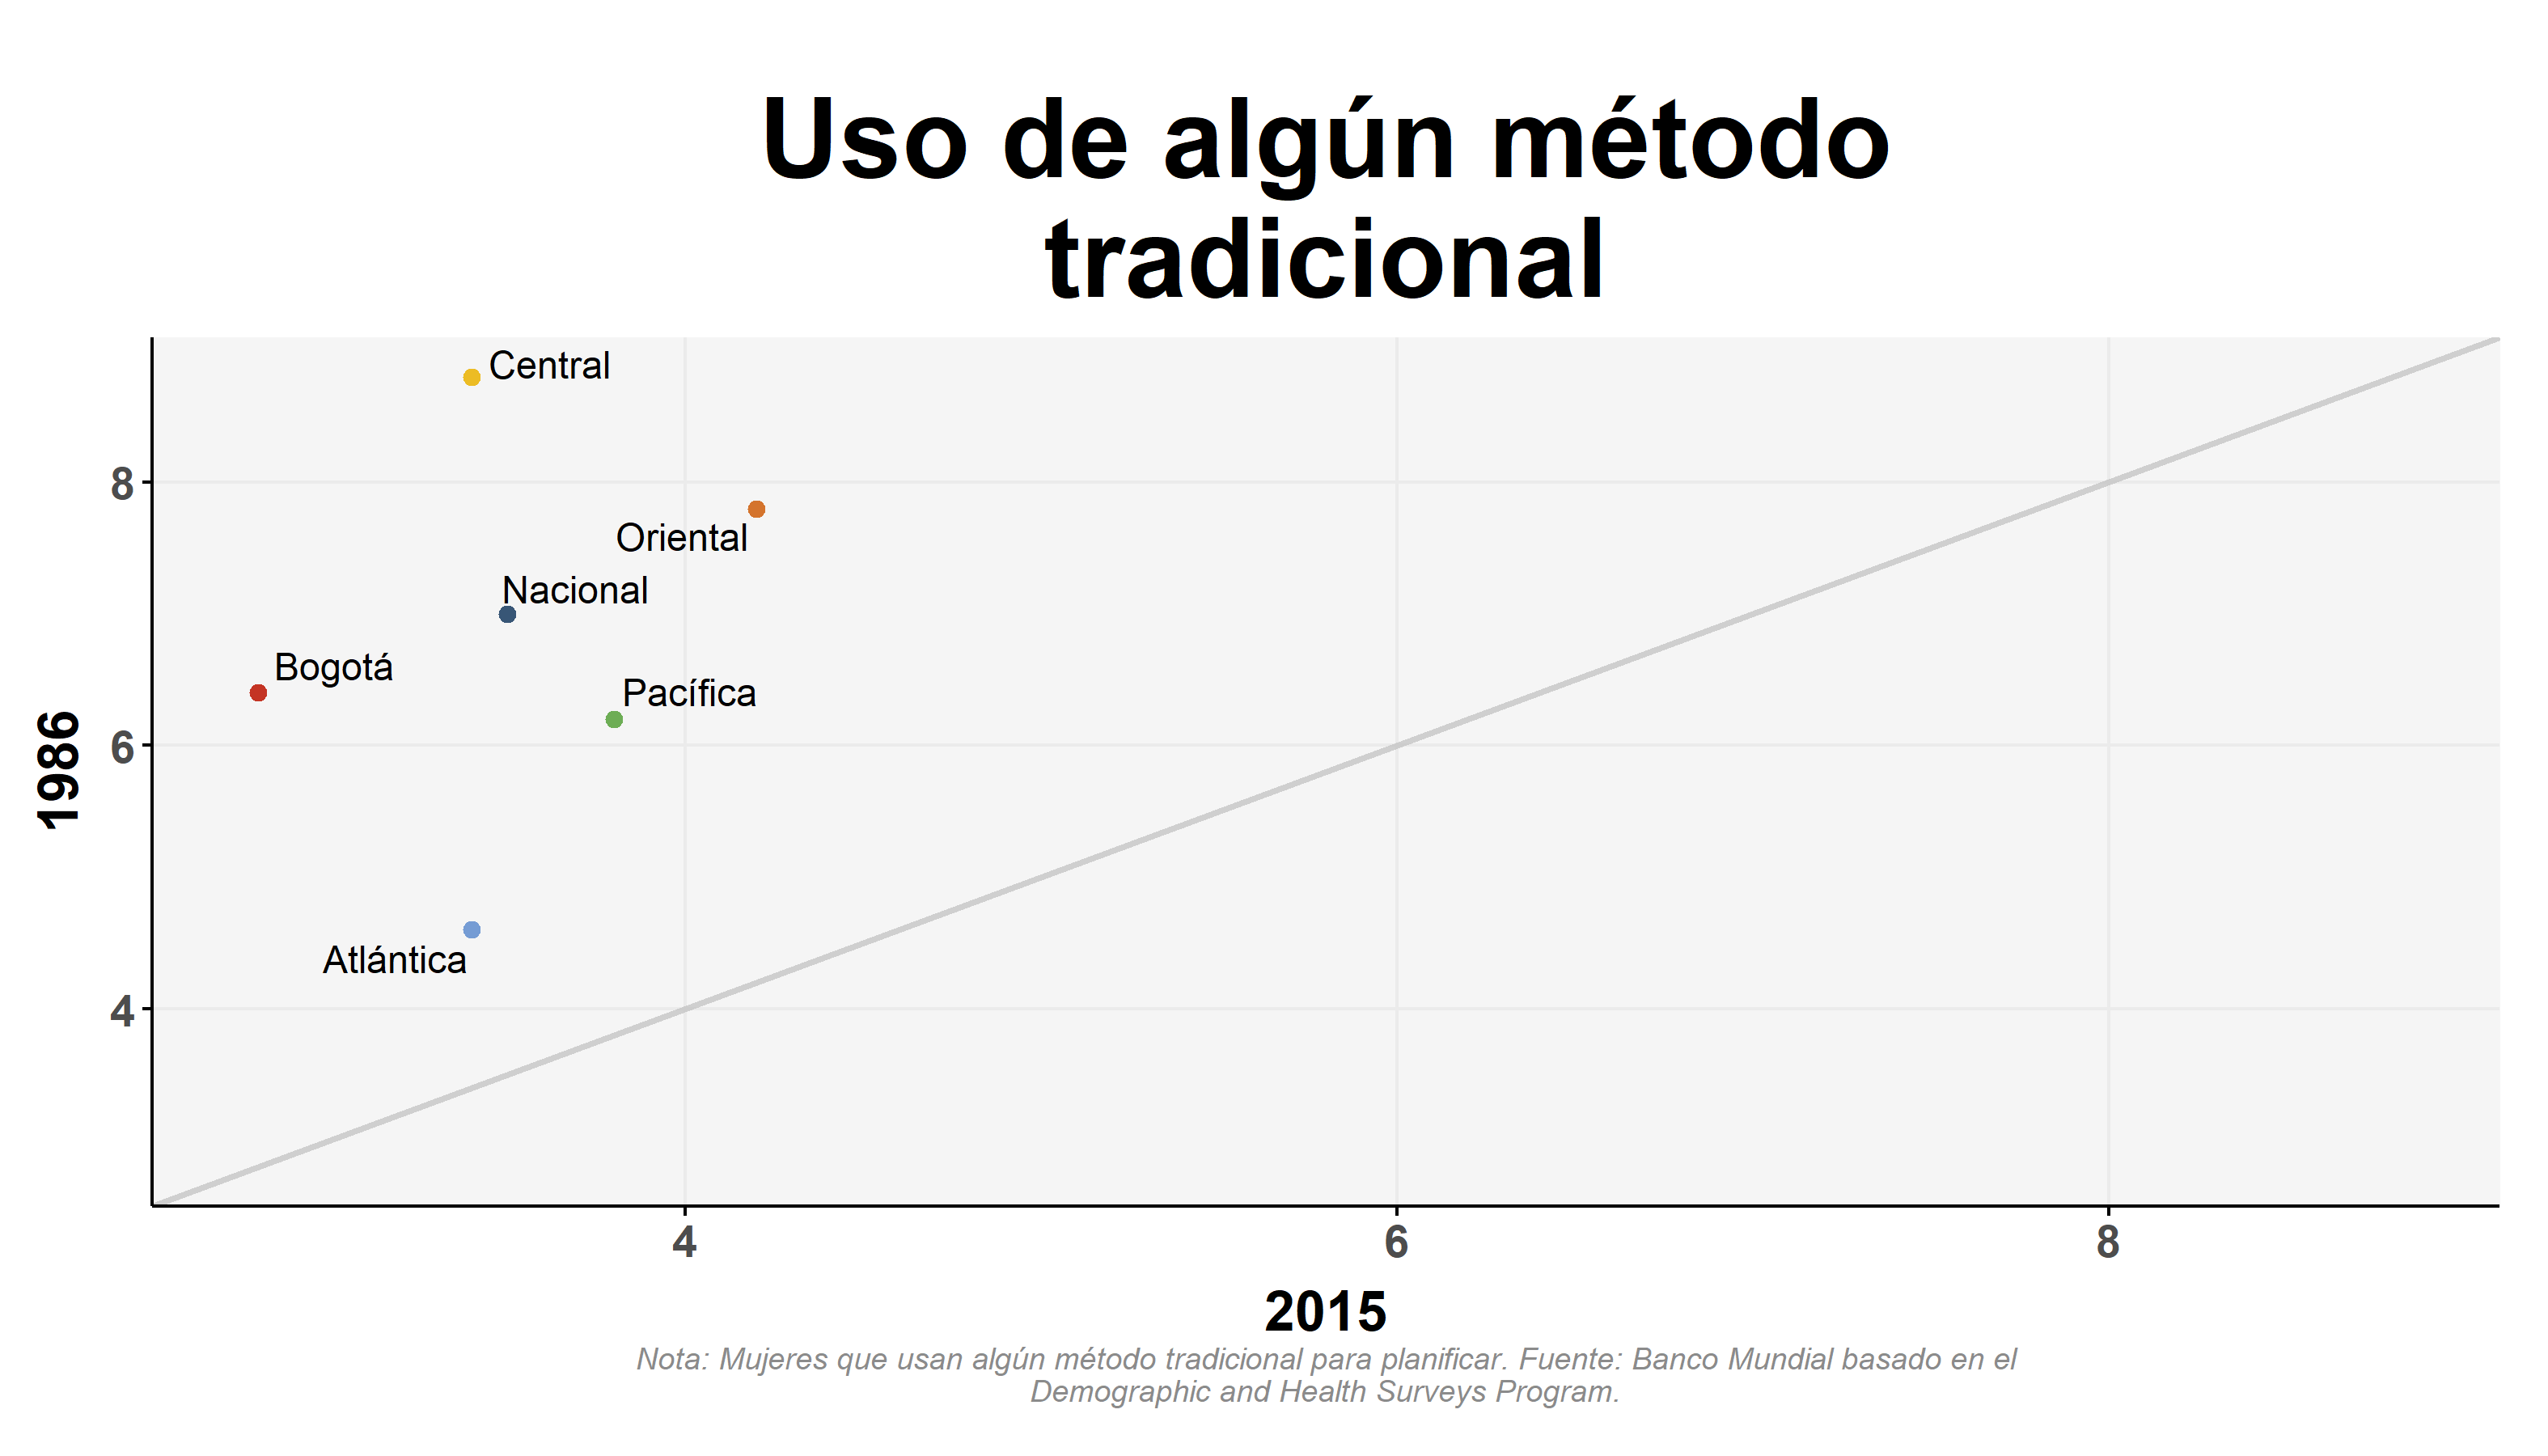 Uso de algún método
tradicional
Central
8
Oriental
Nacional
Bogotá
Pacífica
6
1986
Atlántica
4
4
6
8
2015
Nota: Mujeres que usan algún método tradicional para planificar. Fuente: Banco Mundial basado en el
Demographic and Health Surveys Program.